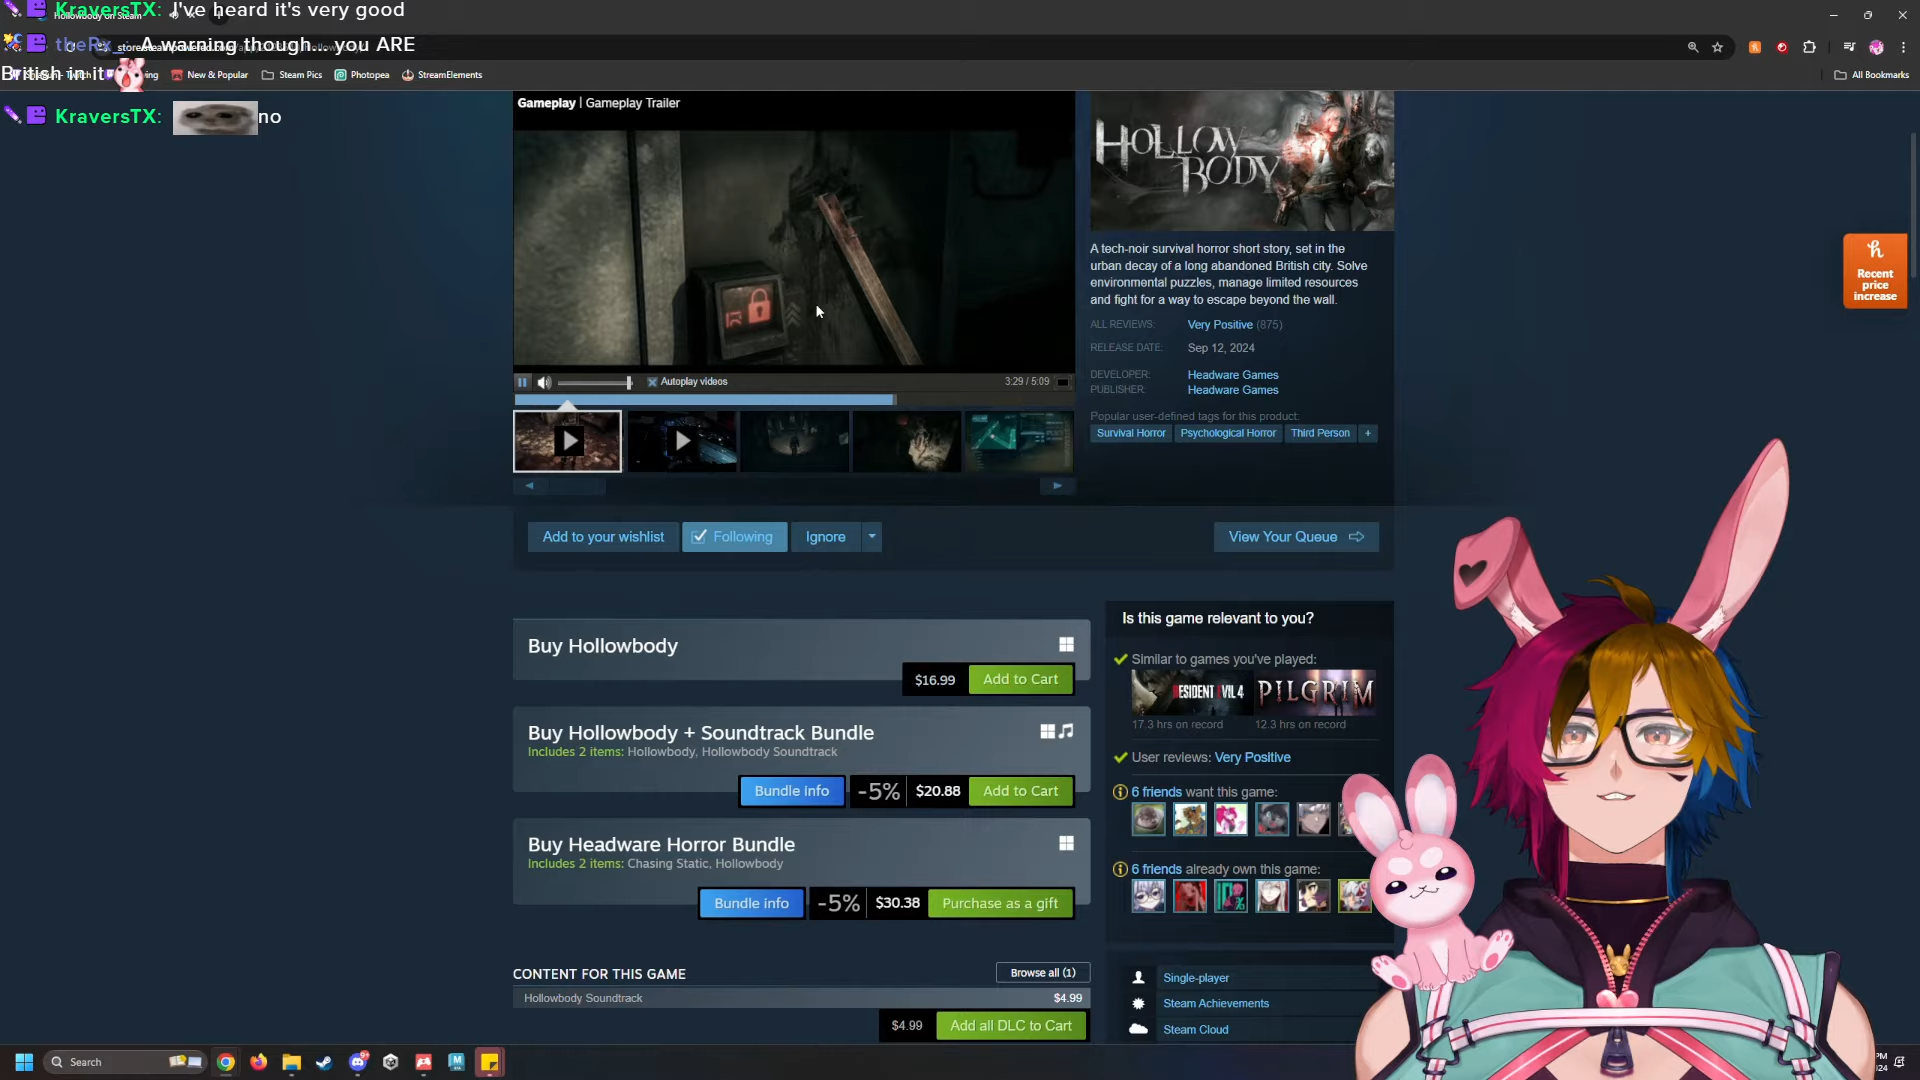 KraversTX: I've heard it's very good
Hollowbody on Steam
theRx_: A warning though... you ARE
British in it
KraversTX: no
New & Popular
Steam Pics
Photopea
StreamElements
All Bookmarks
Gameplay | Gameplay Trailer
HOLLOW
BODY
A tech-noir survival horror short story, set in the
urban decay of a long abandoned British city. Solve
environmental puzzles, manage limited resources
and fight for a way to escape beyond the wall.
ALL REVIEWS: Very Positive (875)
RELEASE DATE: Sep 12, 2024
DEVELOPER: Headware Games
PUBLISHER: Headware Games
Popular user-defined tags for this product:
Survival Horror Psychological Horror Third Person +
Recent
price
increase
Autoplay videos
3:29 / 5:09
Add to your wishlist
Following
Ignore
View Your Queue
Buy Hollowbody
$16.99 Add to Cart
Buy Hollowbody + Soundtrack Bundle
Includes 2 items: Hollowbody, Hollowbody Soundtrack
Bundle info -5% $20.88 Add to Cart
Buy Headware Horror Bundle
Includes 2 items: Chasing Static, Hollowbody
Bundle info -5% $30.38 Purchase as a gift
CONTENT FOR THIS GAME
Browse all (1)
Hollowbody Soundtrack $4.99
$4.99 Add all DLC to Cart
Is this game relevant to you?
Similar to games you've played:
RESIDENT EVIL 4
PILGRIM
17.3 hrs on record
12.3 hrs on record
User reviews: Very Positive
6 friends want this game:
6 friends already own this game:
Single-player
Steam Achievements
Steam Cloud
Search